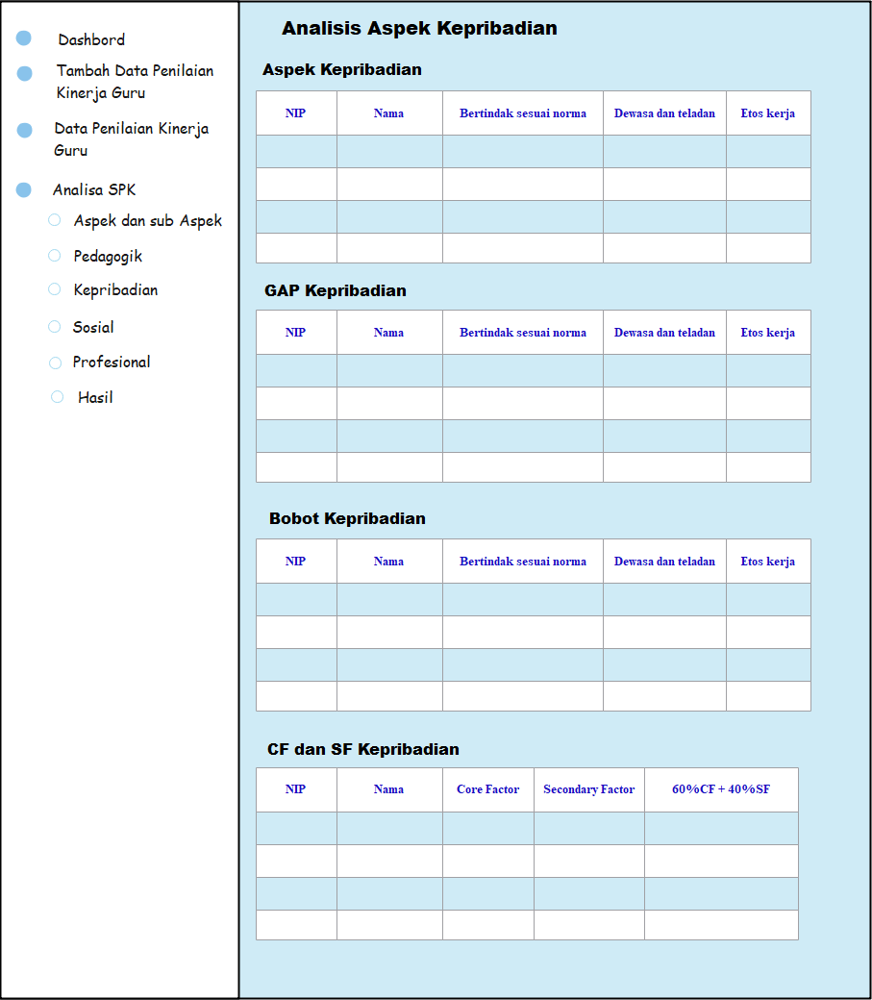 Dashbord
Tambah Data Penilaian
Kinerja Guru
Data Penilaian Kinerja
Guru
Analisa SPK
Aspek dan sub Aspek
Pedagogik
Kepribadian
Sosial
Profesional
Hasil
Analisis Aspek Kepribadian
Aspek Kepribadian
NIP Nama Bertindak sesuai norma Dewasa dan teladan Etos kerja
GAP Kepribadian
NIP Nama Bertindak sesuai norma Dewasa dan teladan Etos kerja
Bobot Kepribadian
NIP Nama Bertindak sesuai norma Dewasa dan teladan Etos kerja
CF dan SF Kepribadian
NIP Nama Core Factor Secondary Factor 60%CF + 40%SF